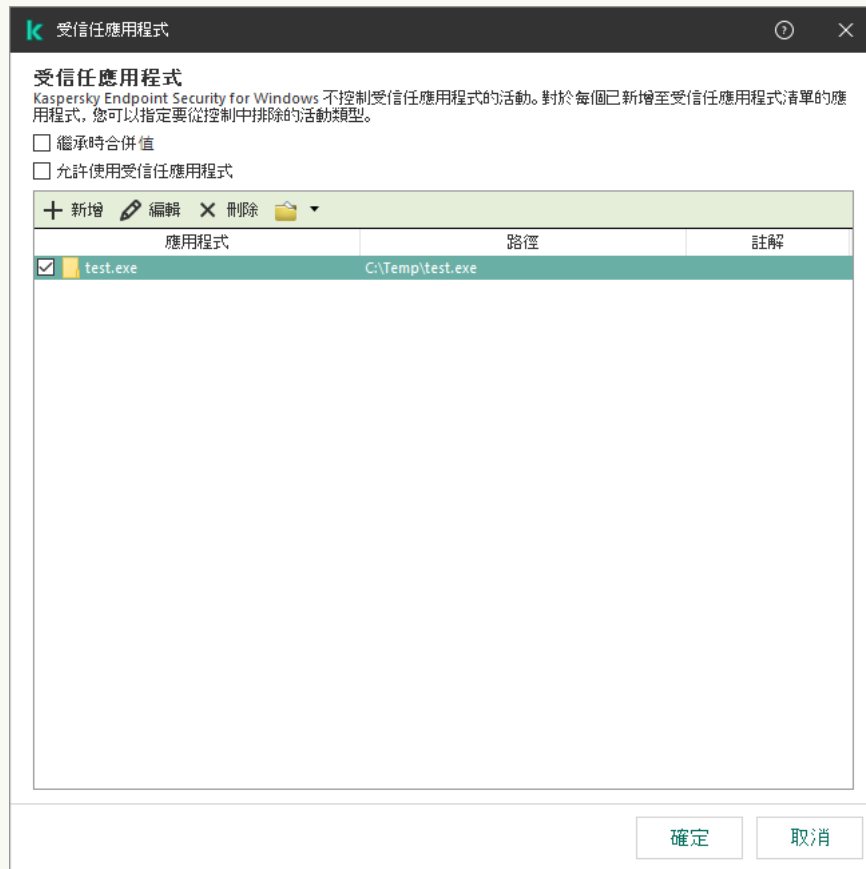 受信任應用程式
受信任應用程式
Kaspersky Endpoint Security for Windows 不控制受信任應用程式的活動。對於每個已新增至受信任應用程式清單的應
用程式, 您可以指定要從控制中排除的活動類型。
繼承時合併值
允許使用受信任應用程式
新增 編輯 刪除
應用程式 路徑 註解
test.exe C:\Temp\test.exe
確定 取消